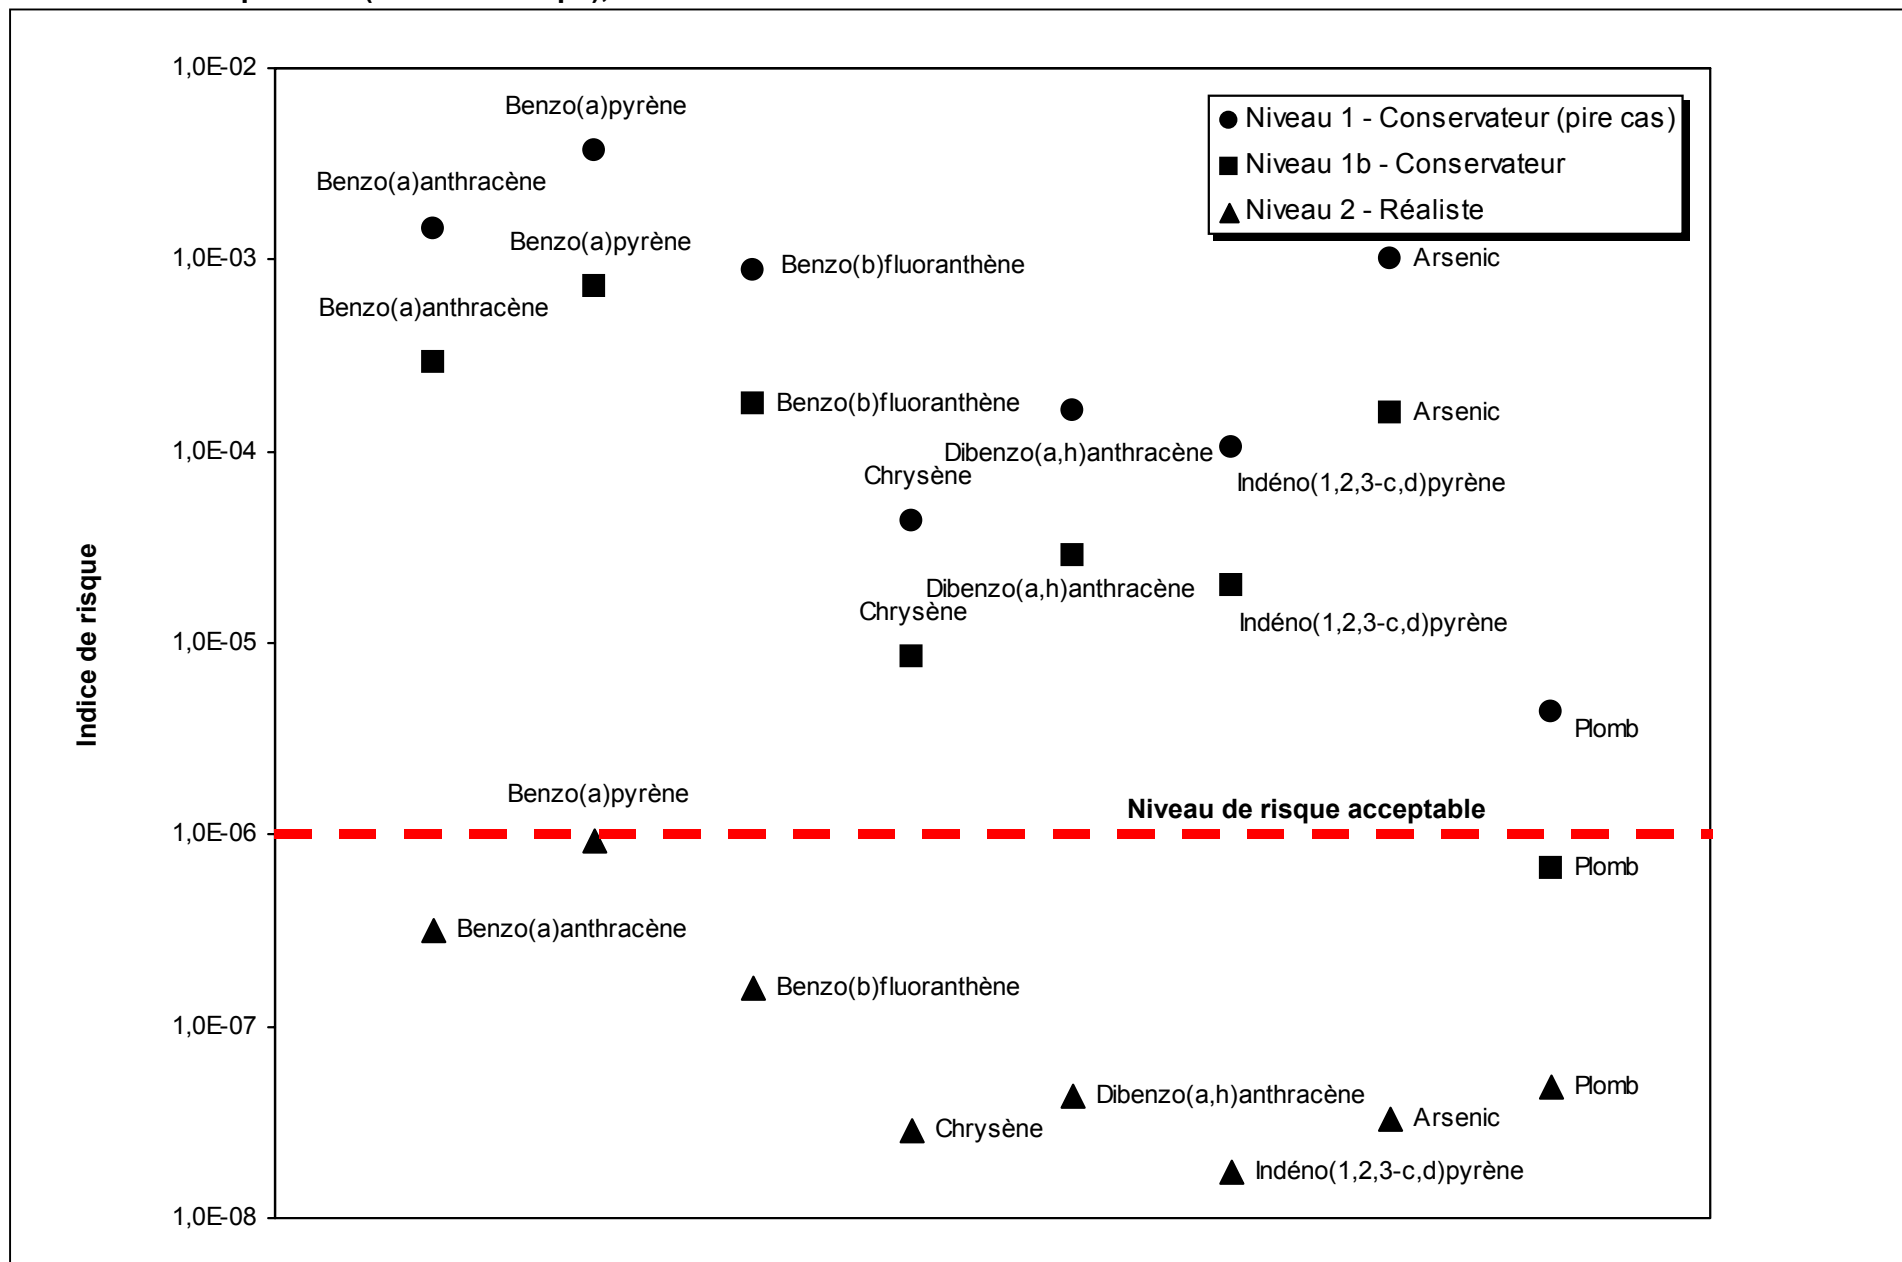 1,0E-02
Benzo(a)pyrène
Niveau 1 - Conservateur (pire cas)
Niveau 1b - Conservateur
Niveau 2 - Réaliste
Benzo(a)anthracène
Benzo(a)pyrène
1,0E-03
Benzo(b)fluoranthène
Arsenic
Benzo(a)anthracène
Benzo(b)fluoranthène
Arsenic
1,0E-04
Dibenzo(a,h)anthracène
Chrysène
Indéno(1,2,3-c,d)pyrène
Indice de risque
Dibenzo(a,h)anthracène
Chrysène
Indéno(1,2,3-c,d)pyrène
1,0E-05
Plomb
Benzo(a)pyrène
Niveau de risque acceptable
1,0E-06
Plomb
Benzo(a)anthracène
Benzo(b)fluoranthène
1,0E-07
Plomb
Dibenzo(a,h)anthracène
Arsenic
Chrysène
Indéno(1,2,3-c,d)pyrène
1,0E-08